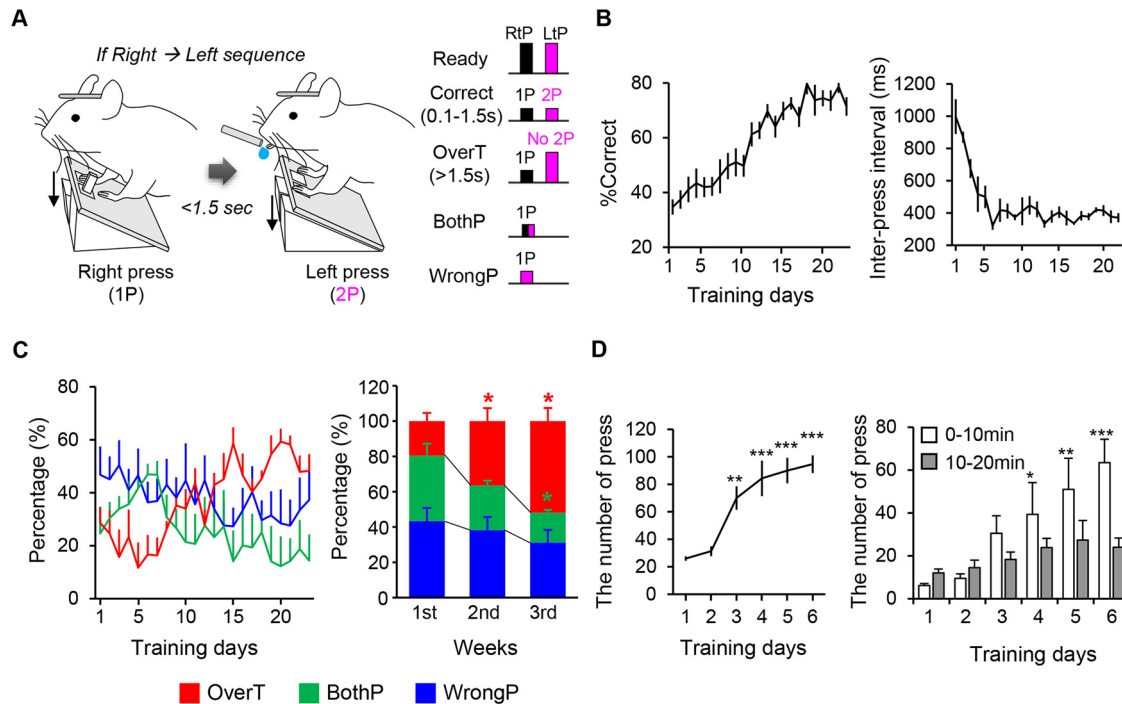 A
If Right → Left sequence
<1.5 sec
Right press
(1P)
Left press
(2P)
RtP LtP
Ready
Correct
(0.1-1.5s)
1P 2P
No 2P
OverT
(>1.5s)
1P
BothP
1P
WrongP
1P
B
%Correct
80
60
40
20
1 5 10 15 20
Training days
Inter-press interval (ms)
1200
1000
800
600
400
200
1 5 10 15 20
Training days
C
Percentage (%)
80
60
40
20
0
1 5 10 15 20
Training days
Percentage (%)
120
100
80
60
40
20
0
* *
*
1st 2nd 3rd
Weeks
OverT BothP WrongP
D
The number of press
120
100
80
60
40
20
0
** *** *** ***
1 2 3 4 5 6
Training days
The number of press
80
60
40
20
0
0-10min
10-20min
* ** ***
1 2 3 4 5 6
Training days